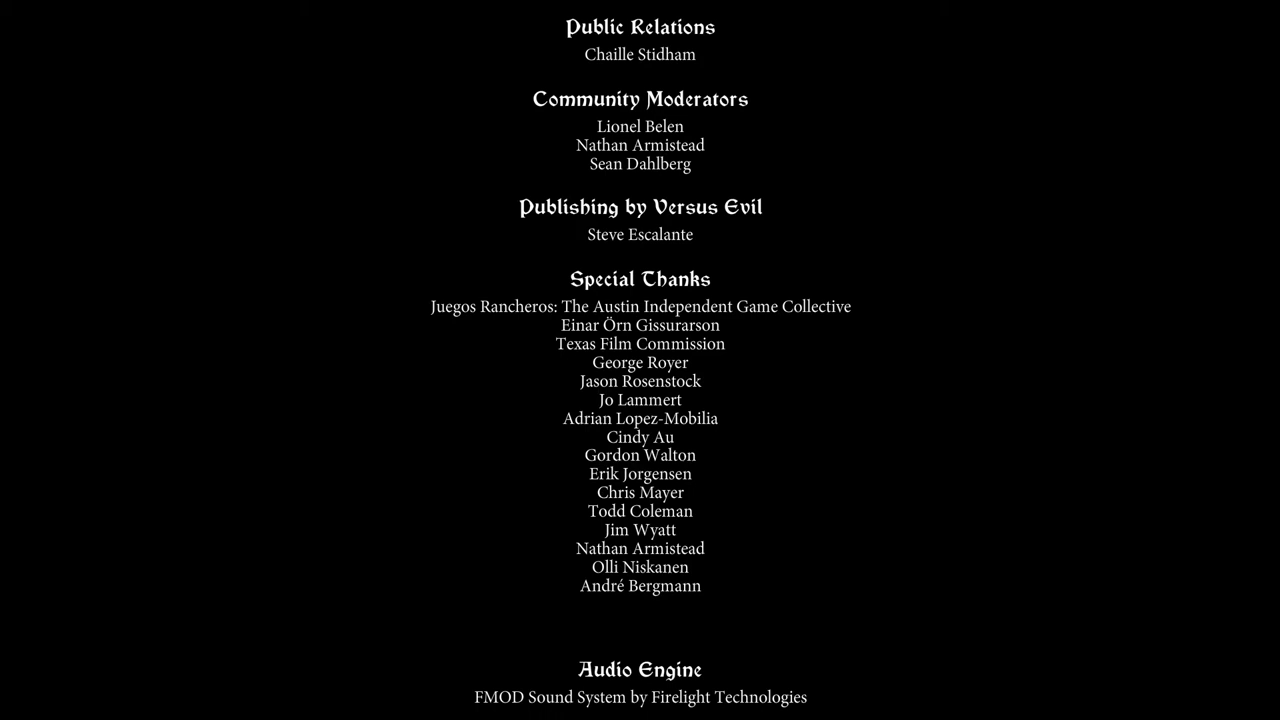 Public Relations
Chaille Stidham
Community Moderators
Lionel Belen
Nathan Armistead
Sean Dahlberg
Publishing by Versus Evil
Steve Escalante
Special Thanks
Juegos Rancheros: The Austin Independent Game Collective
Einar Örn Gissurarson
Texas Film Commission
George Royer
Jason Rosenstock
Jo Lammert
Adrian Lopez-Mobilia
Cindy Au
Gordon Walton
Erik Jorgensen
Chris Mayer
Todd Coleman
Jim Wyatt
Nathan Armistead
Olli Niskanen
André Bergmann
Audio Engine
FMOD Sound System by Firelight Technologies